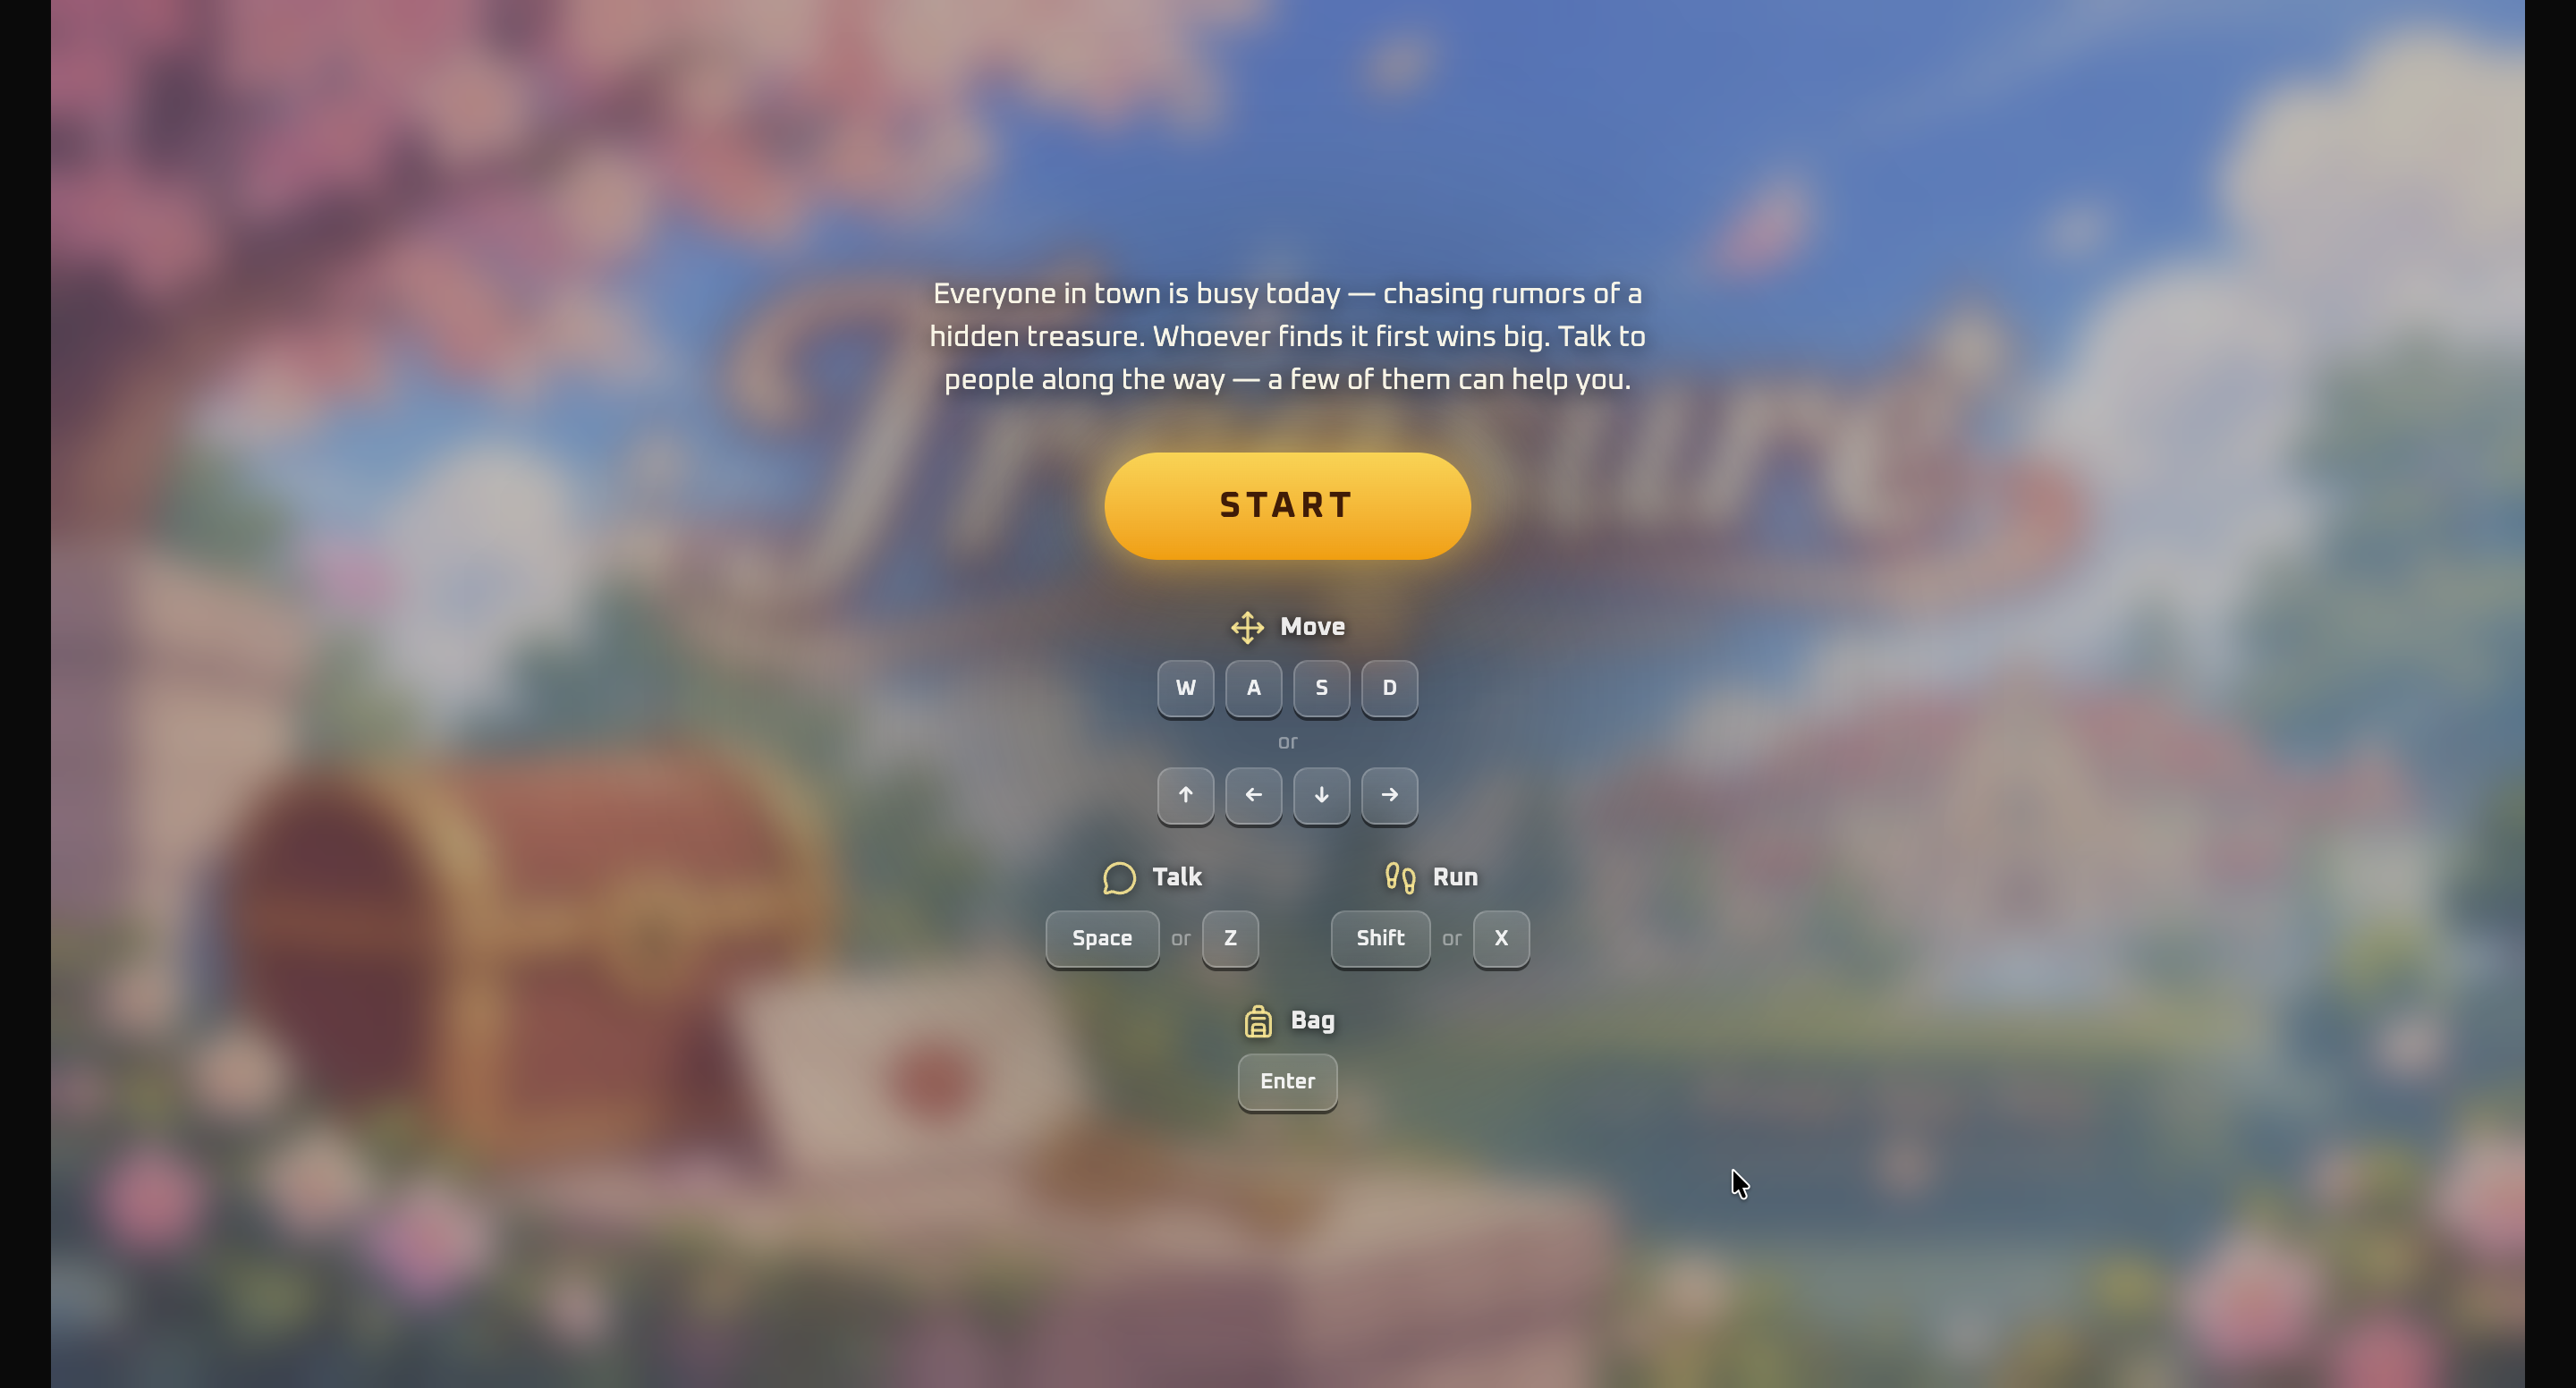 Everyone in town is busy today — chasing rumors of a
hidden treasure. Whoever finds it first wins big. Talk to
people along the way — a few of them can help you.
START
Move
W A S D
or
↑ ← ↓ →
Talk
Space or Z
Run
Shift or X
Bag
Enter